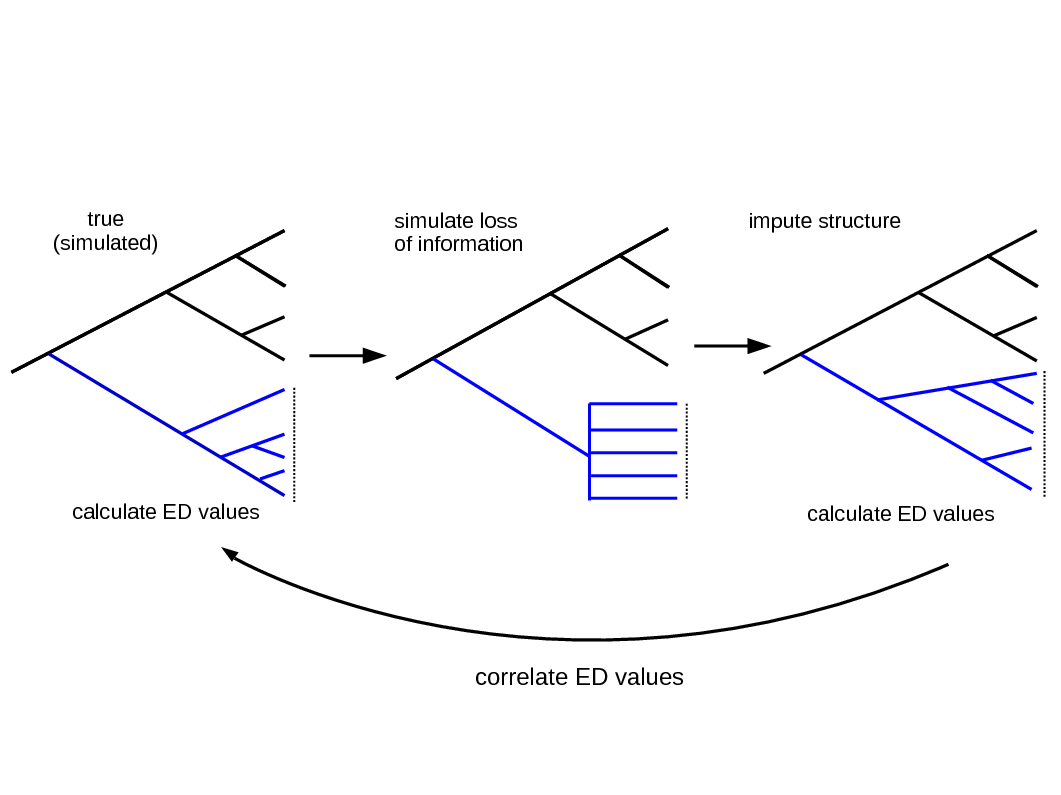 true
(simulated)
simulate loss
of information
impute structure
calculate ED values
calculate ED values
correlate ED values